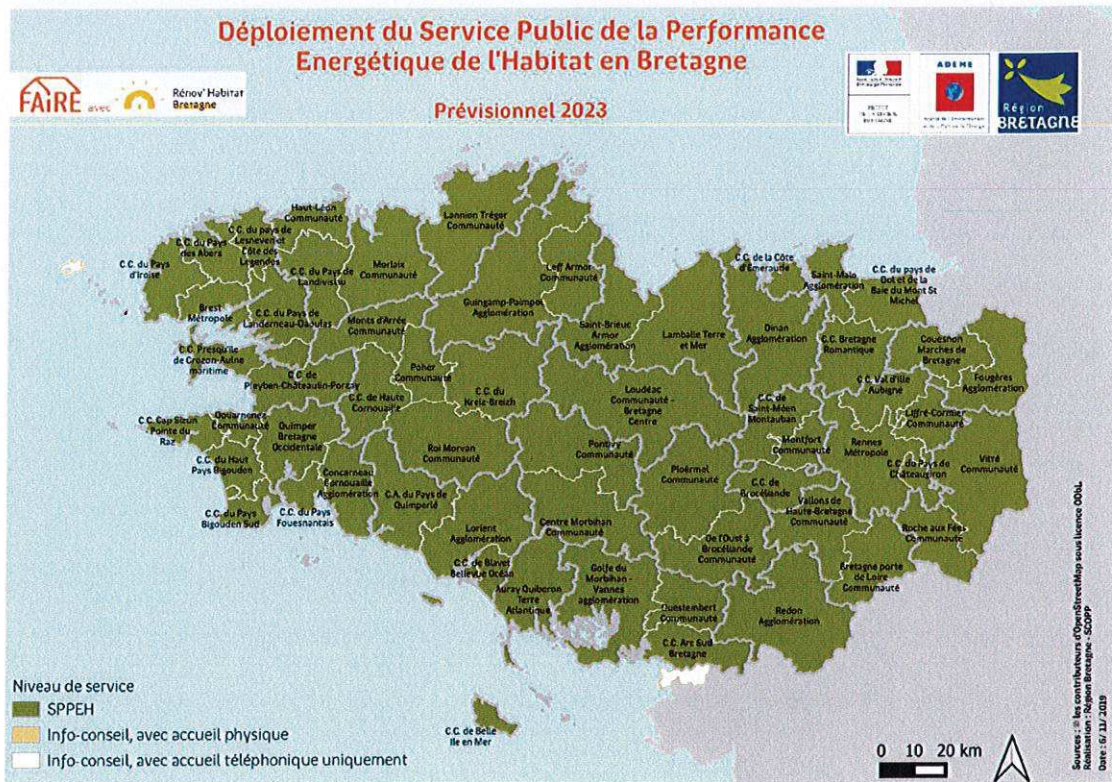 Déploiement du Service Public de la Performance
Energétique de l'Habitat en Bretagne
Prévisionnel 2023
FAiRE avec
Rénov' Habitat
Bretagne
ADEME
Région
BRETAGNE
Haut-Léon
Communauté
Lannion Trégor
Communauté
C.C. du Pays
des Abers
C.C. du pays de
Lesneven et
Côte des
Légendes
C.C. du Pays
d'Iroise
C.C. du Pays de
Landivisiau
Morlaix
Communauté
Leff Armor
Communauté
C.C. de la Côte
d'Emeraude
Saint-Malo
Agglomération
C.C. du pays de
Dol et de la
Baie du Mont St
Michel
Brest
Métropole
C.C. du Pays de
Landerneau-Daoulas
Monts d'Arrée
Communauté
Guingamp-Paimpol
Agglomération
Saint-Brieuc
Armor
Agglomération
Lamballe Terre
et Mer
Dinan
Agglomération
C.C. Bretagne
Romantique
Couesnon
Marches de
Bretagne
Fougères
Agglomération
C.C. Presqu'île
de Crozon-Aulne
maritime
C.C. de
Pleyben-Châteaulin-Porzay
Poher
Communauté
C.C. du
Kreiz-Breizh
Loudéac
Communauté -
Bretagne
Centre
C.C. de
Saint-Méen
Montauban
C.C. Val d'Ille
Aubigné
Liffré-Cormier
Communauté
C.C. Cap Sizun
Pointe du
Raz
Douarnenez
Communauté
Quimper
Bretagne
Occidentale
C.C. de Haute
Cornouaille
Roi Morvan
Communauté
Pontivy
Communauté
Ploërmel
Communauté
Montfort
Communauté
Rennes
Métropole
C.C. du Pays de
Châteaugiron
Vitré
Communauté
C.C. du Haut
Pays Bigouden
Concarneau
Cornouaille
Agglomération
C.A. du Pays de
Quimperlé
C.C. de
Brocéliande
Vallons de
Haute-Bretagne
Communauté
C.C. du Pays
Bigouden Sud
C.C. du Pays
Fouesnantais
Lorient
Agglomération
Centre Morbihan
Communauté
De l'Oust à
Brocéliande
Communauté
Roche aux Fées
Communauté
C.C. de Blavet
Bellevue Océan
Auray Quiberon
Terre
Atlantique
Golfe du
Morbihan -
Vannes
agglomération
Questembert
Communauté
Redon
Agglomération
Bretagne porte
de Loire
Communauté
C.C. Arc Sud
Bretagne
C.C. de Belle
Ile en Mer
Niveau de service
SPPEH
Info-conseil, avec accueil physique
Info-conseil, avec accueil téléphonique uniquement
0 10 20 km
Sources : @ les contributeurs d'OpenStreetMap sous licence ODbL
Réalisation : Région Bretagne - SCOPP
Date : 6/ 11/ 2019